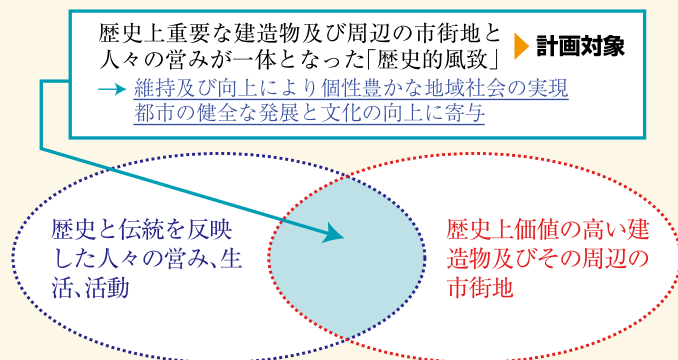 歴史上重要な建造物及び周辺の市街地と
人々の営みが一体となった「歴史的風致」
▶計画対象
→ 維持及び向上により個性豊かな地域社会の実現
都市の健全な発展と文化の向上に寄与
歴史と伝統を反映
した人々の営み、生
活、活動
歴史上価値の高い建
造物及びその周辺の
市街地